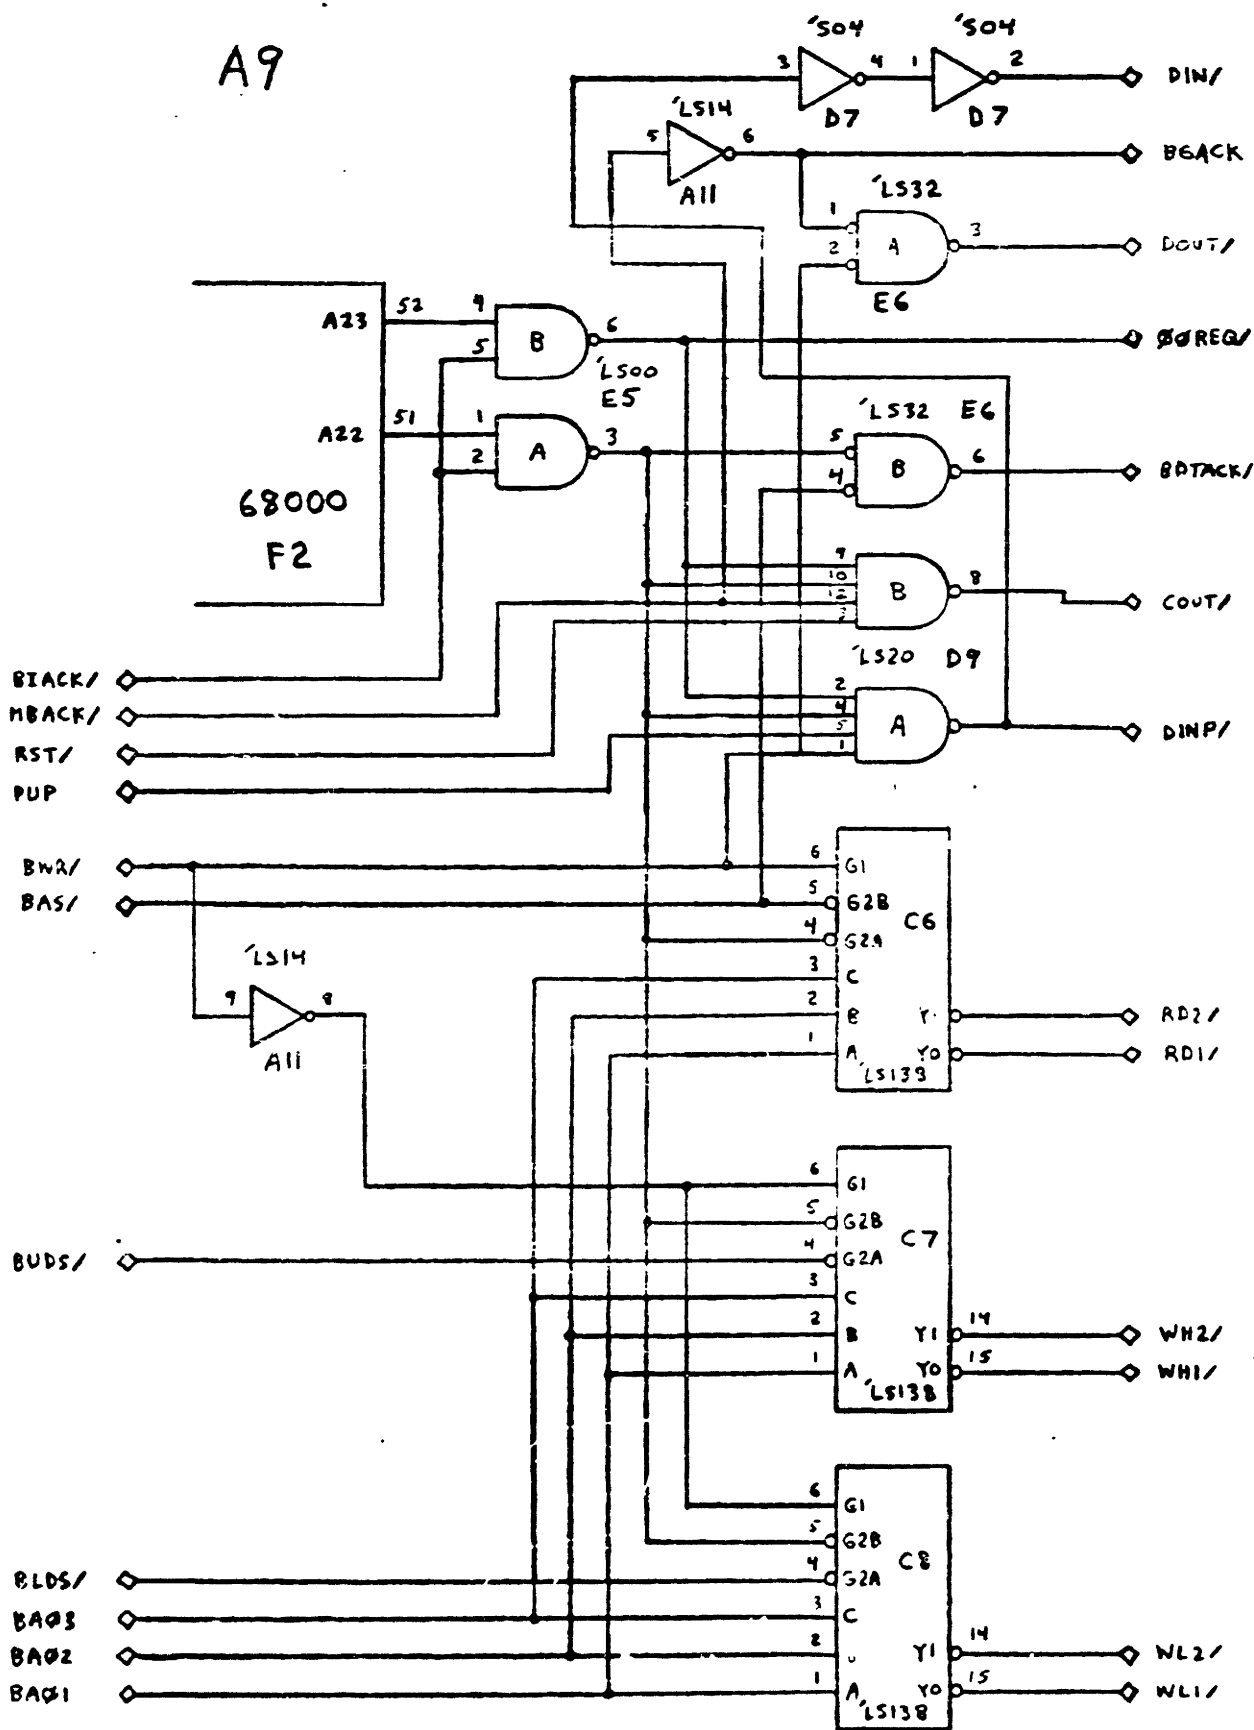 A9
'S04
'S04
3
4
1
2
DIN/
D7
D7
'LS14
5
6
BGACK
A11
'LS32
1
2
A
3
DOUT/
E6
A23
52
4
5
B
6
ØØREQ/
'LS00
E5
A22
51
1
2
A
3
'LS32 E6
5
4
B
6
BDTACK/
68000
F2
9
10
B
8
COUT/
'LS20 D9
BIACK/
MBACK/
RST/
PUP
2
4
5
1
A
DINP/
BWR/
6
G1
BAS/
5
G2B
C6
4
G2A
'LS14
9
8
A11
3
C
2
B
RD2/
1
A
Y0
RD1/
'LS138
6
G1
5
G2B
C7
BUDS/
4
G2A
3
C
2
B
Y1
14
WH2/
1
A
Y0
15
WH1/
'LS138
6
G1
5
G2B
C8
BLDS/
4
G2A
BAØ3
3
C
BAØ2
2
Y1
14
WL2/
BAØ1
1
A
Y0
15
WL1/
'LS138